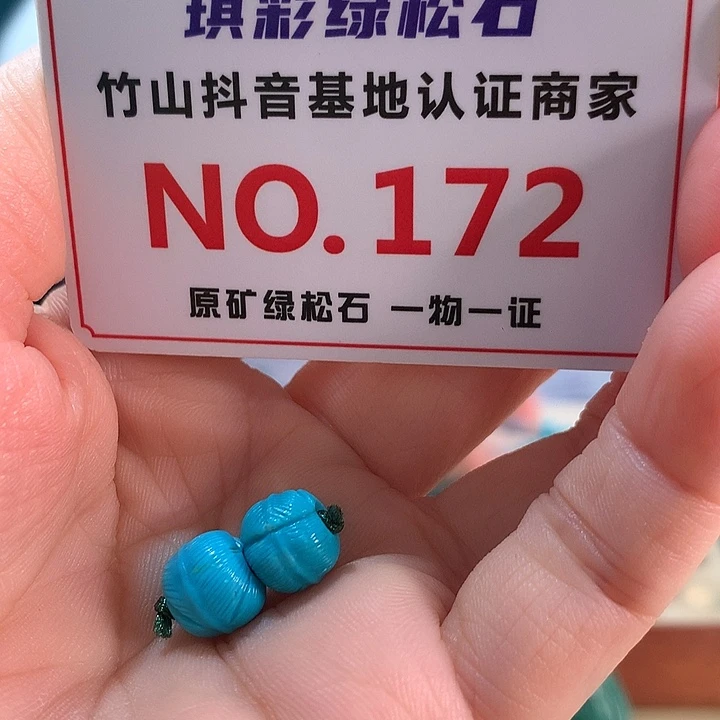 琪彩绿松石
竹山抖音基地认证商家
NO.172
原矿绿松石 一物一证